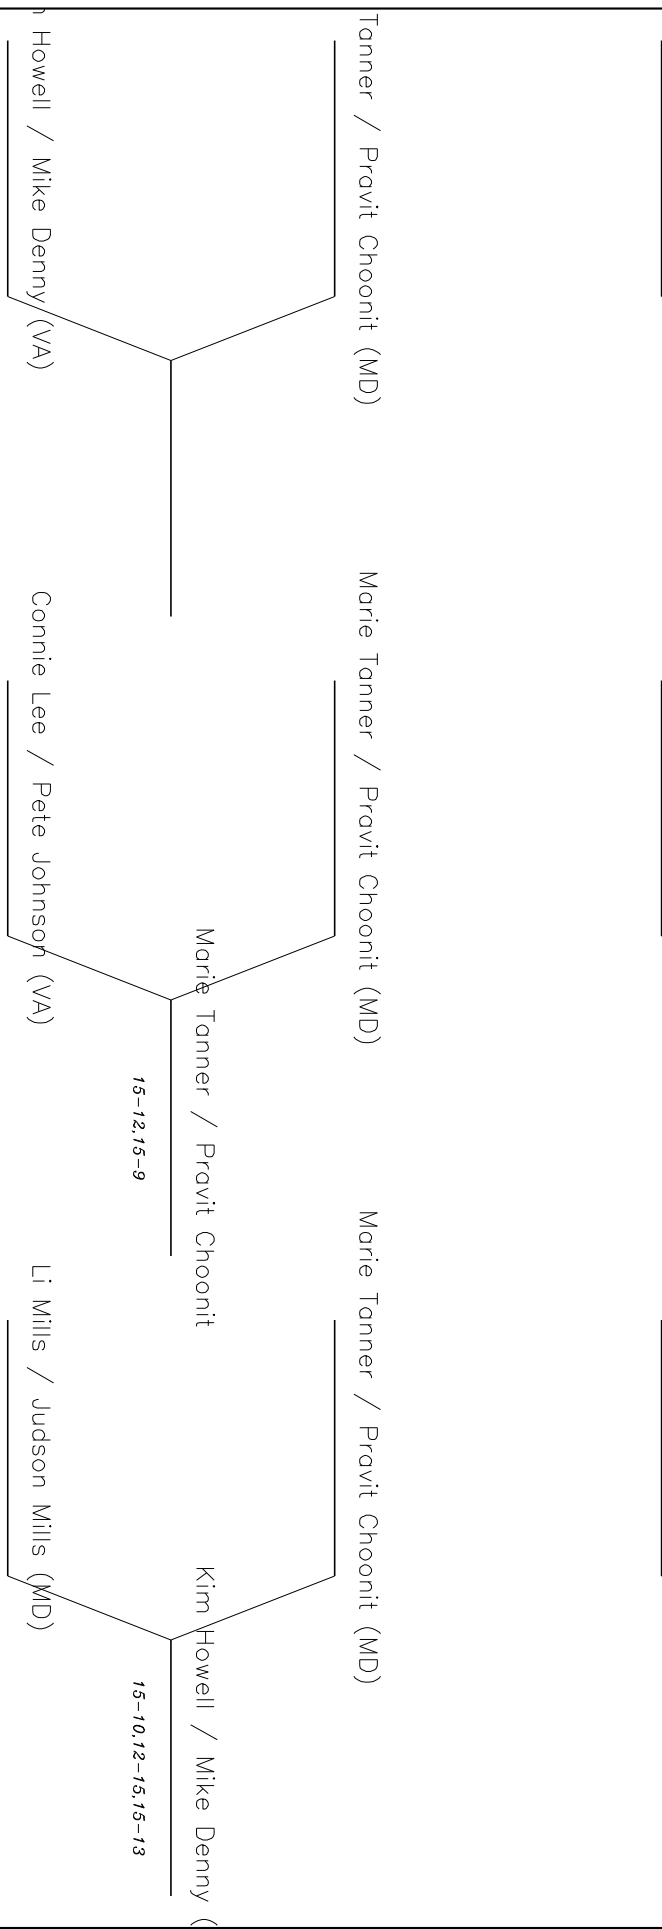 Tanner / Pravit Choonit (MD)
Marie Tanner / Pravit Choonit (MD)
Marie Tanner / Pravit Choonit (MD)
Marie Tanner / Pravit Choonit
Kim Howell / Mike Denny (
15-12,15-9
15-10,12-15,15-13
Howell / Mike Denny (VA)
Connie Lee / Pete Johnson (VA)
Li Mills / Judson Mills (MD)